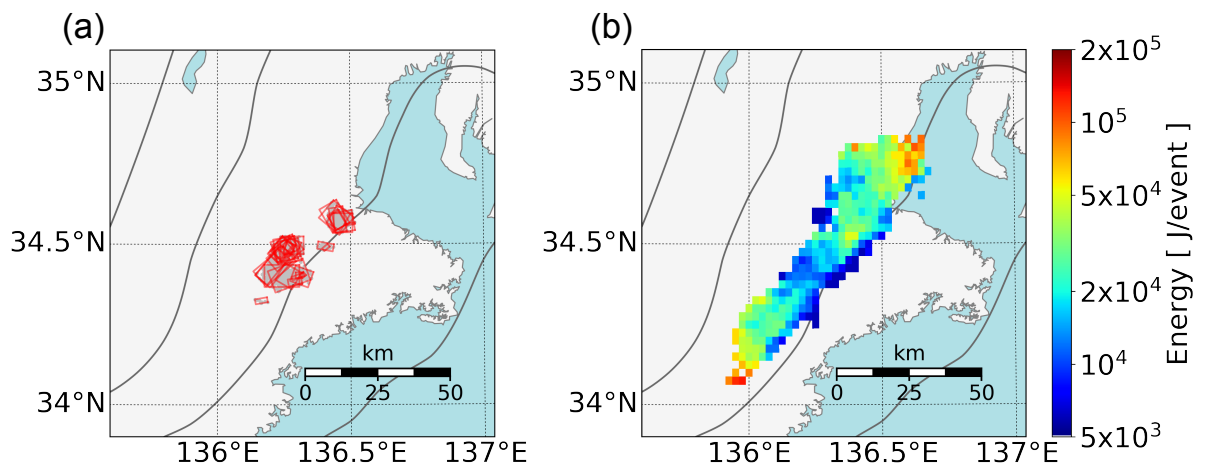 (a)
(b)
35°N
34.5°N
34°N
136°E
136.5°E
137°E
km
0
25
50
35°N
34.5°N
34°N
136°E
136.5°E
137°E
km
0
25
50
2x10⁵
10⁵
5x10⁴
2x10⁴
10⁴
5x10³
Energy [ J/event ]